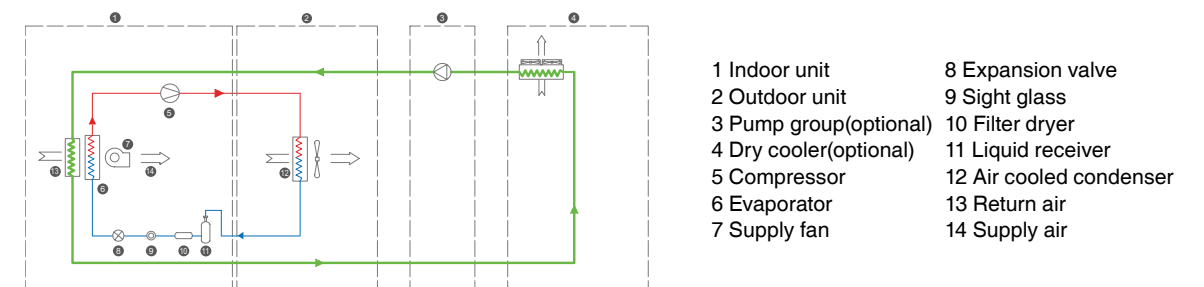 1
2
3
4
5
7
13
6
14
12
8
9
10
11
1 Indoor unit
2 Outdoor unit
3 Pump group(optional)
4 Dry cooler(optional)
5 Compressor
6 Evaporator
7 Supply fan
8 Expansion valve
9 Sight glass
10 Filter dryer
11 Liquid receiver
12 Air cooled condenser
13 Return air
14 Supply air